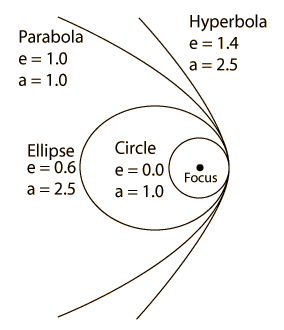 Parabola
e = 1.0
a = 1.0
Hyperbola
e = 1.4
a = 2.5
Ellipse
e = 0.6
a = 2.5
Circle
e = 0.0
a = 1.0
Focus